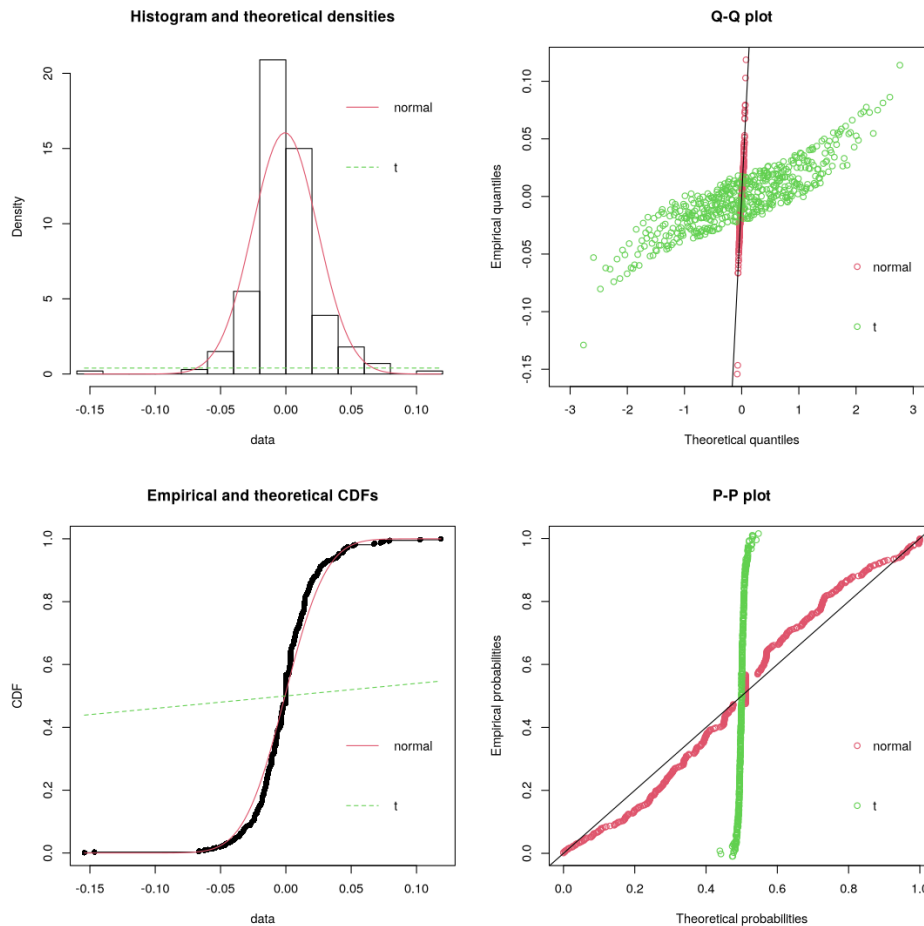 Histogram and theoretical densities
Density
20
15
10
5
0
normal
t
-0.15 -0.10 -0.05 0.00 0.05 0.10
data
Q-Q plot
Empirical quantiles
0.10
0.05
0.00
-0.05
-0.10
-0.15
normal
t
-3 -2 -1 0 1 2 3
Theoretical quantiles
Empirical and theoretical CDFs
CDF
1.0
0.8
0.6
0.4
0.2
0.0
normal
t
-0.15 -0.10 -0.05 0.00 0.05 0.10
data
P-P plot
Empirical probabilities
1.0
0.8
0.6
0.4
0.2
0.0
normal
t
0.0 0.2 0.4 0.6 0.8 1.0
Theoretical probabilities